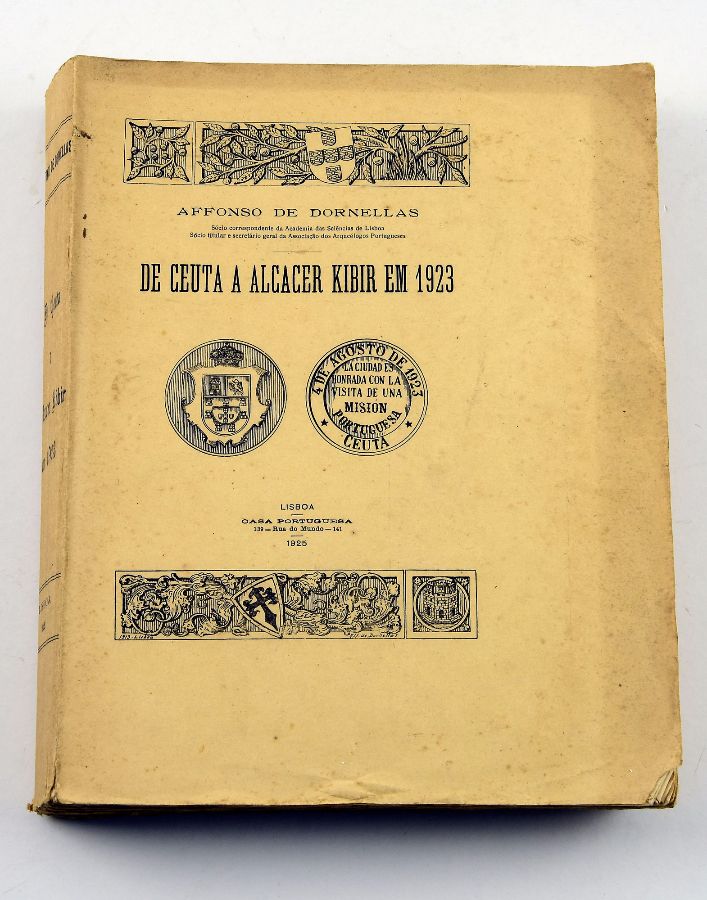 AFFONSO DE DORNELLAS
Sócio correspondente da Academia das Sciências de Lisboa
Sócio titular e secretário geral da Associação dos Arqueólogos Portugueses
DE CEUTA A ALCACER KIBIR EM 1923
4 DE AGOSTO DE 1923
LA CIUDAD ES
HONRADA CON LA
VISITA DE UNA
MISION
PORTUGUESA
CEUTA
LISBOA
CASA PORTUGUESA
139 — Rua do Mundo — 141
1925